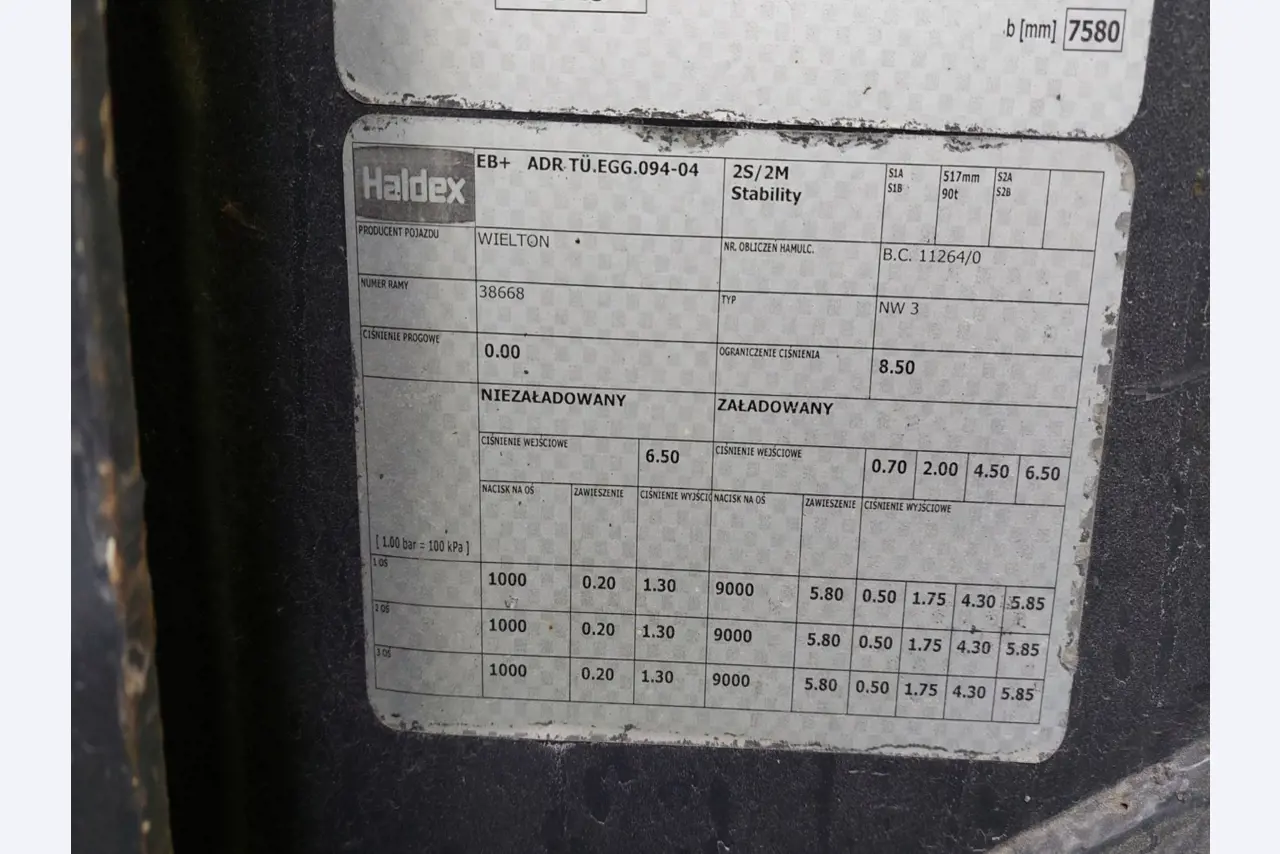 b [mm] 7580
Haldex EB+ ADR TÜ.EGG.094-04 2S/2M Stability S1A S1B 517mm 90t S2A S2B
PRODUCENT POJAZDU WIELTON NR. OBLICZEŃ HAMULC. B.C. 11264/0
NUMER RAMY 38668 TYP NW 3
CIŚNIENIE PROGOWE 0.00 OGRANICZENIE CIŚNIENIA 8.50
NIEZAŁADOWANY ZAŁADOWANY
CIŚNIENIE WEJŚCIOWE 6.50 CIŚNIENIE WEJŚCIOWE 0.70 2.00 4.50 6.50
NACISK NA OŚ ZAWIESZENIE CIŚNIENIE WYJŚCIO NACISK NA OŚ ZAWIESZENIE CIŚNIENIE WYJŚCIOWE
[ 1.00 bar = 100 kPa ]
1 OŚ 1000 0.20 1.30 9000 5.80 0.50 1.75 4.30 5.85
2 OŚ 1000 0.20 1.30 9000 5.80 0.50 1.75 4.30 5.85
3 OŚ 1000 0.20 1.30 9000 5.80 0.50 1.75 4.30 5.85